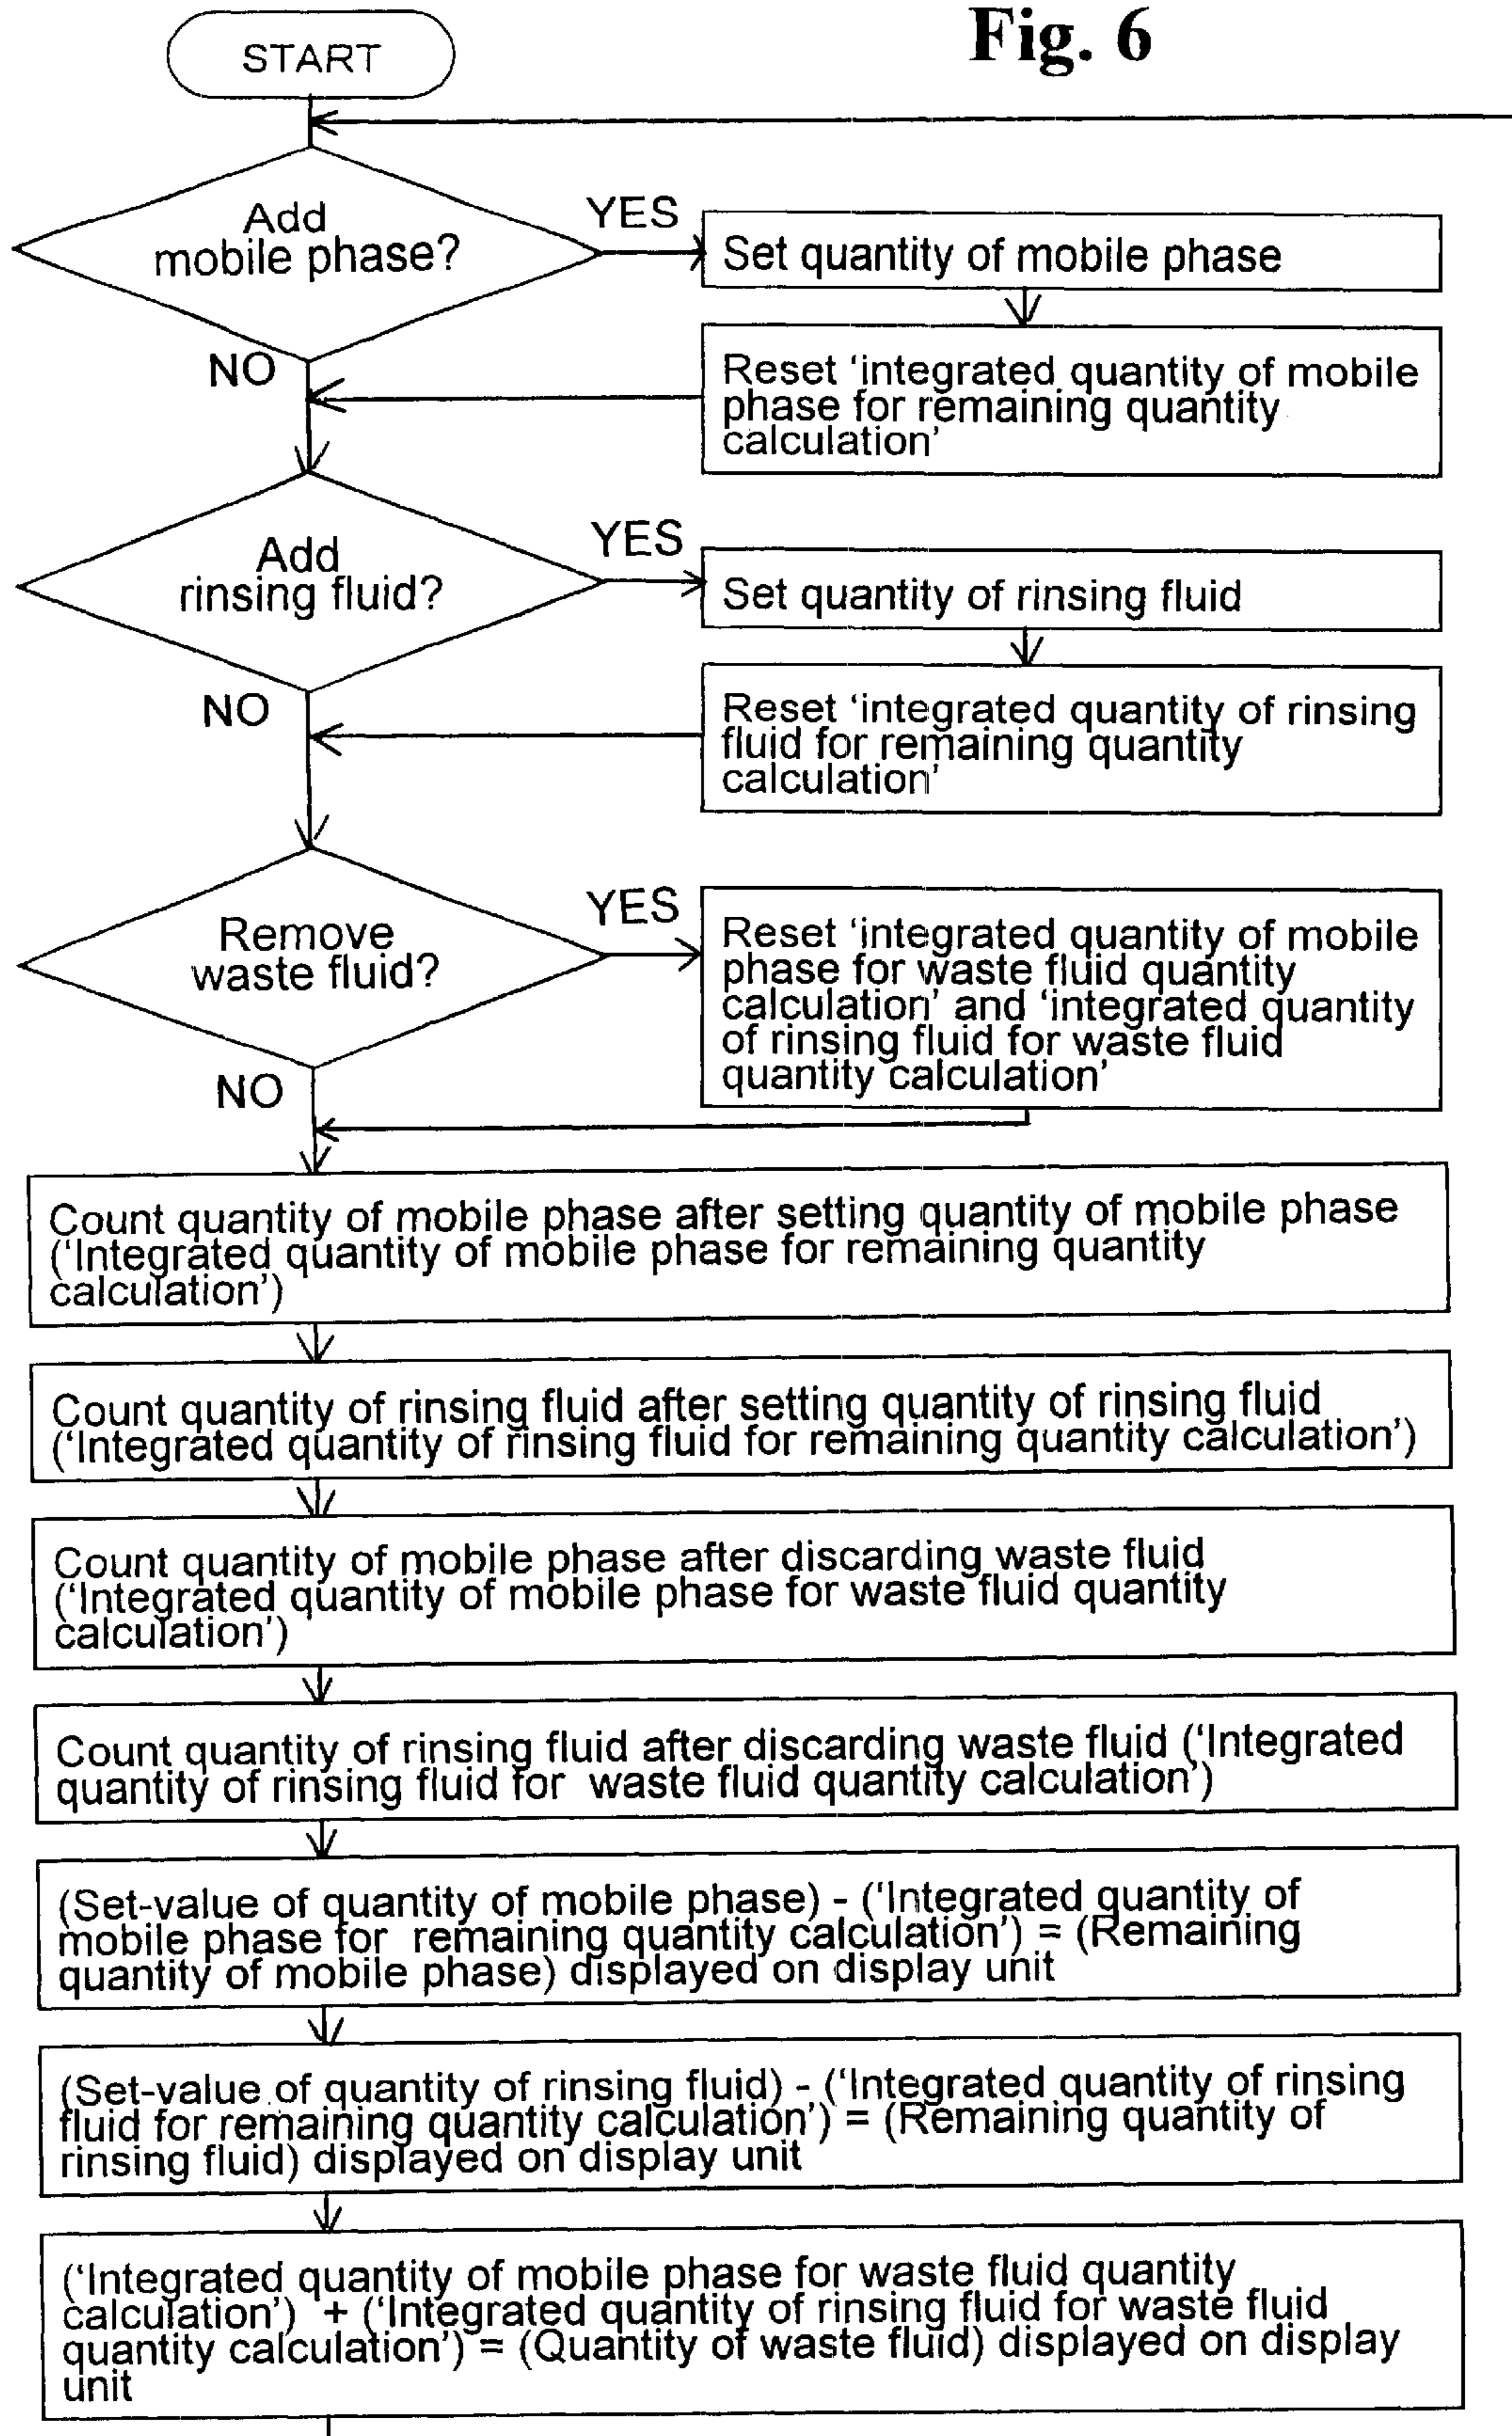 Fig. 6
START
Add
mobile phase?
YES
Set quantity of mobile phase
NO
Reset ‘integrated quantity of mobile
phase for remaining quantity
calculation’
Add
rinsing fluid?
YES
Set quantity of rinsing fluid
NO
Reset ‘integrated quantity of rinsing
fluid for remaining quantity
calculation’
Remove
waste fluid?
YES
Reset ‘integrated quantity of mobile
phase for waste fluid quantity
calculation’ and ‘integrated quantity
of rinsing fluid for waste fluid
quantity calculation’
NO
Count quantity of mobile phase after setting quantity of mobile phase
(‘Integrated quantity of mobile phase for remaining quantity
calculation’)
Count quantity of rinsing fluid after setting quantity of rinsing fluid
(‘Integrated quantity of rinsing fluid for remaining quantity calculation’)
Count quantity of mobile phase after discarding waste fluid
(‘Integrated quantity of mobile phase for waste fluid quantity
calculation’)
Count quantity of rinsing fluid after discarding waste fluid (‘Integrated
quantity of rinsing fluid for waste fluid quantity calculation’)
(Set-value of quantity of mobile phase) - (‘Integrated quantity of
mobile phase for remaining quantity calculation’) = (Remaining
quantity of mobile phase) displayed on display unit
(Set-value of quantity of rinsing fluid) - (‘Integrated quantity of rinsing
fluid for remaining quantity calculation’) = (Remaining quantity of
rinsing fluid) displayed on display unit
(‘Integrated quantity of mobile phase for waste fluid quantity
calculation’) + (‘Integrated quantity of rinsing fluid for waste fluid
quantity calculation’) = (Quantity of waste fluid) displayed on display
unit